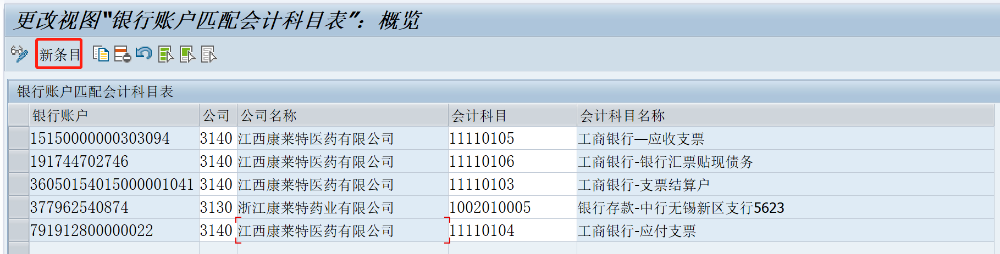 更改视图"银行账户匹配会计科目表"：概览
新条目
银行账户匹配会计科目表
银行账户 公司 公司名称 会计科目 会计科目名称
15150000000303094 3140 江西康莱特医药有限公司 11110105 工商银行—应收支票
191744702746 3140 江西康莱特医药有限公司 11110106 工商银行-银行汇票贴现债务
36050154015000001041 3140 江西康莱特医药有限公司 11110103 工商银行-支票结算户
377962540874 3130 浙江康莱特药业有限公司 1002010005 银行存款-中行无锡新区支行5623
791912800000022 3140 江西康莱特医药有限公司 11110104 工商银行-应付支票